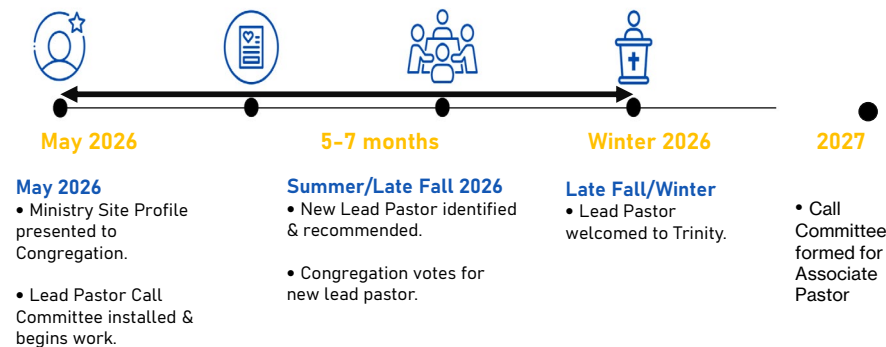 May 2026
5-7 months
Winter 2026
2027
May 2026
• Ministry Site Profile
presented to
Congregation.
• Lead Pastor Call
Committee installed &
begins work.
Summer/Late Fall 2026
• New Lead Pastor identified
& recommended.
• Congregation votes for
new lead pastor.
Late Fall/Winter
• Lead Pastor
welcomed to Trinity.
• Call
Committee
formed for
Associate
Pastor